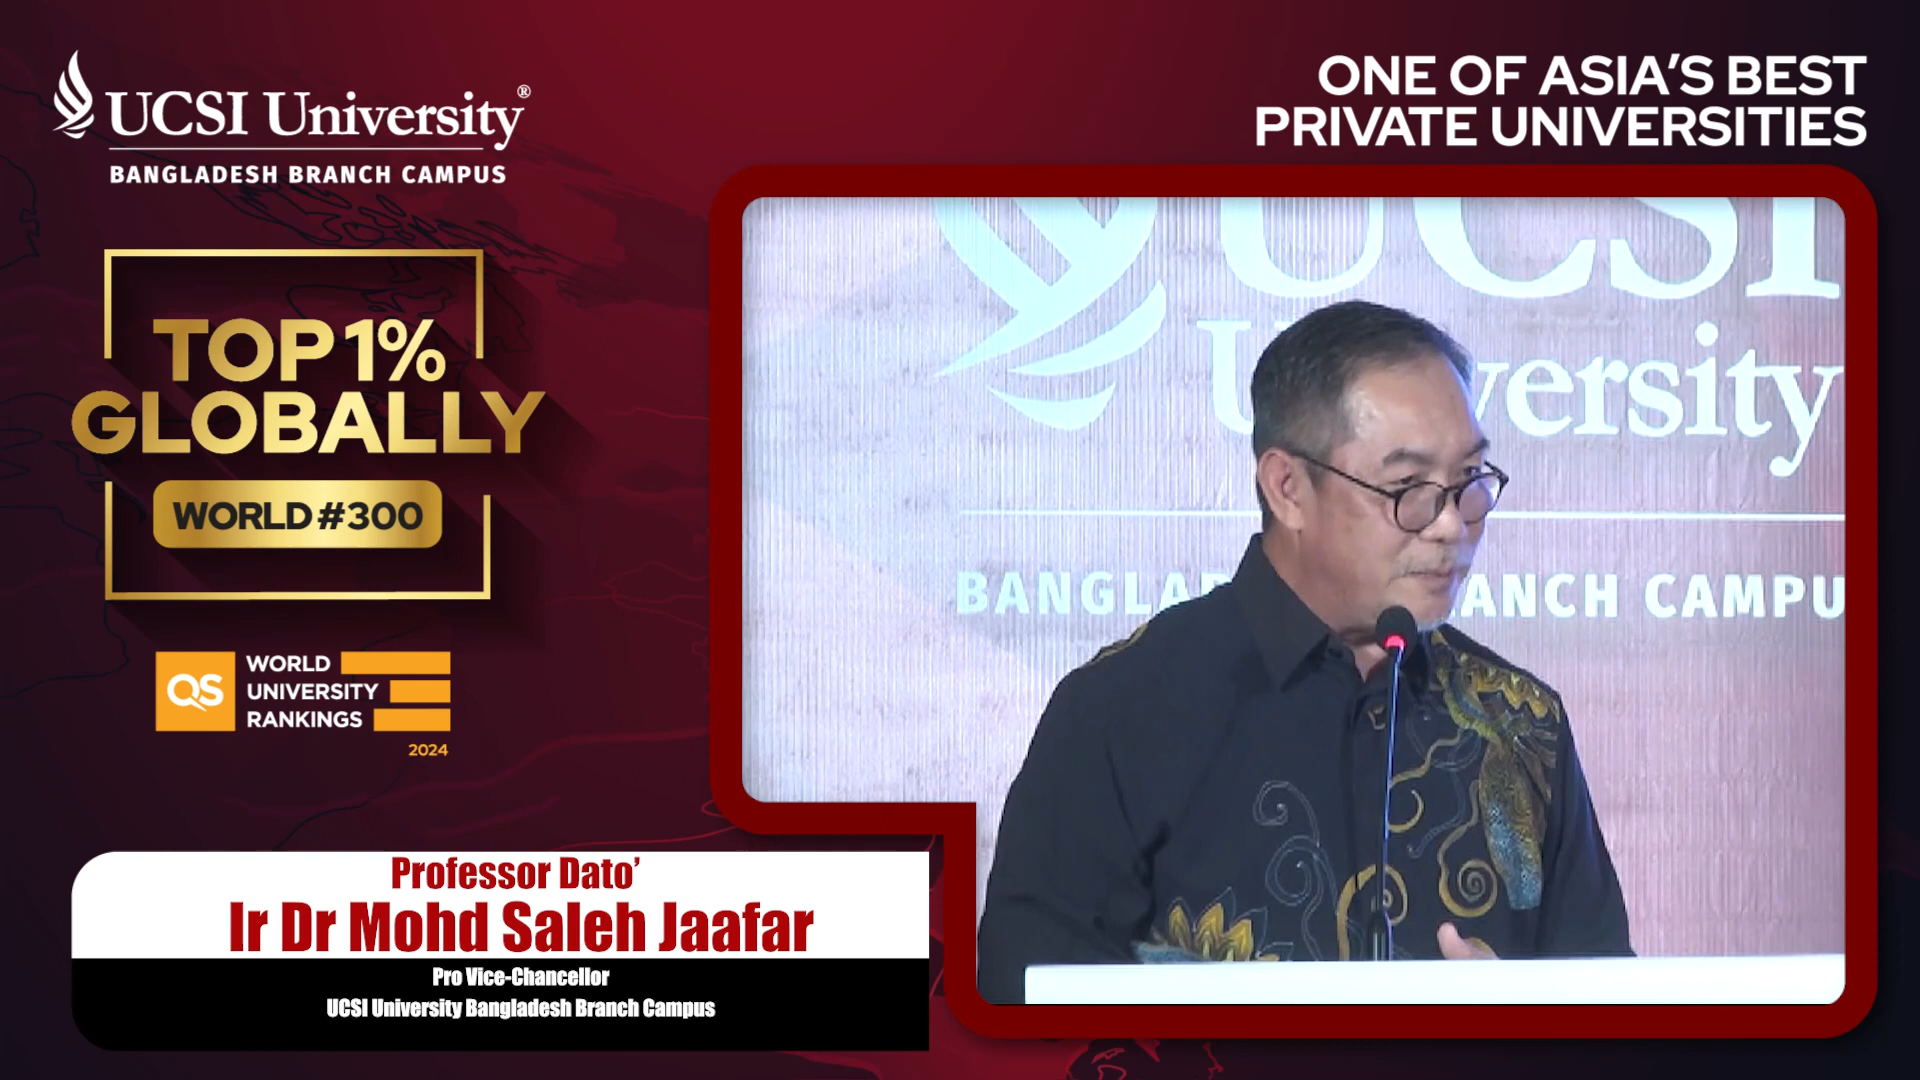 UCSI University®
BANGLADESH BRANCH CAMPUS
ONE OF ASIA'S BEST
PRIVATE UNIVERSITIES
TOP 1%
GLOBALLY
WORLD #300
QS
WORLD
UNIVERSITY
RANKINGS
2024
UCSI
University
BANGLA
ANCH CAMPU
Professor Dato’
Ir Dr Mohd Saleh Jaafar
Pro Vice-Chancellor
UCSI University Bangladesh Branch Campus